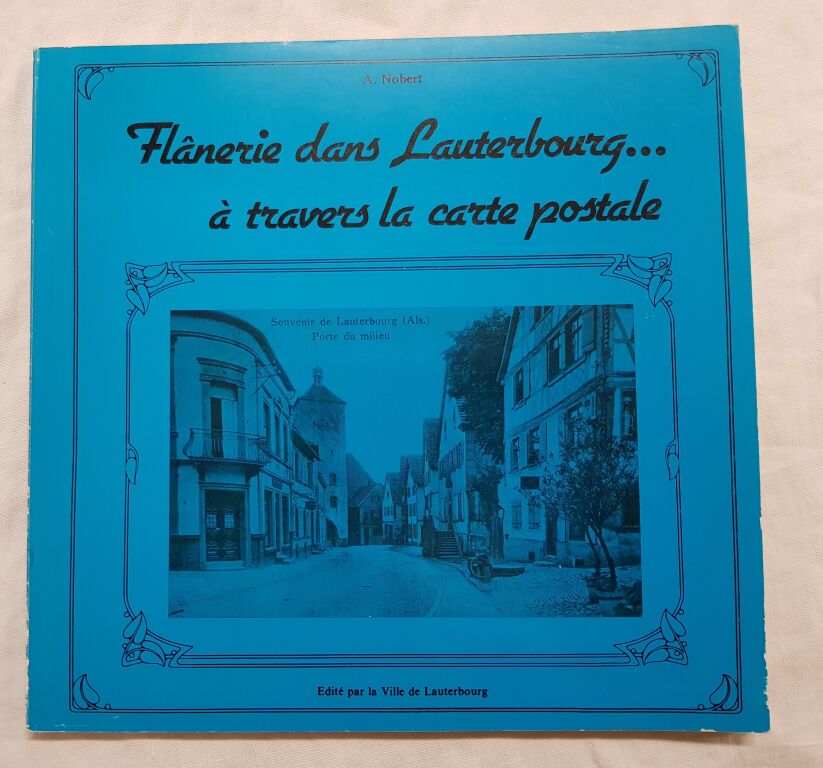 A. Nobert
Flânerie dans Lauterbourg...
à travers la carte postale
Souvenir de Lauterbourg (Als.)
Porte du milieu
Edité par la Ville de Lauterbourg